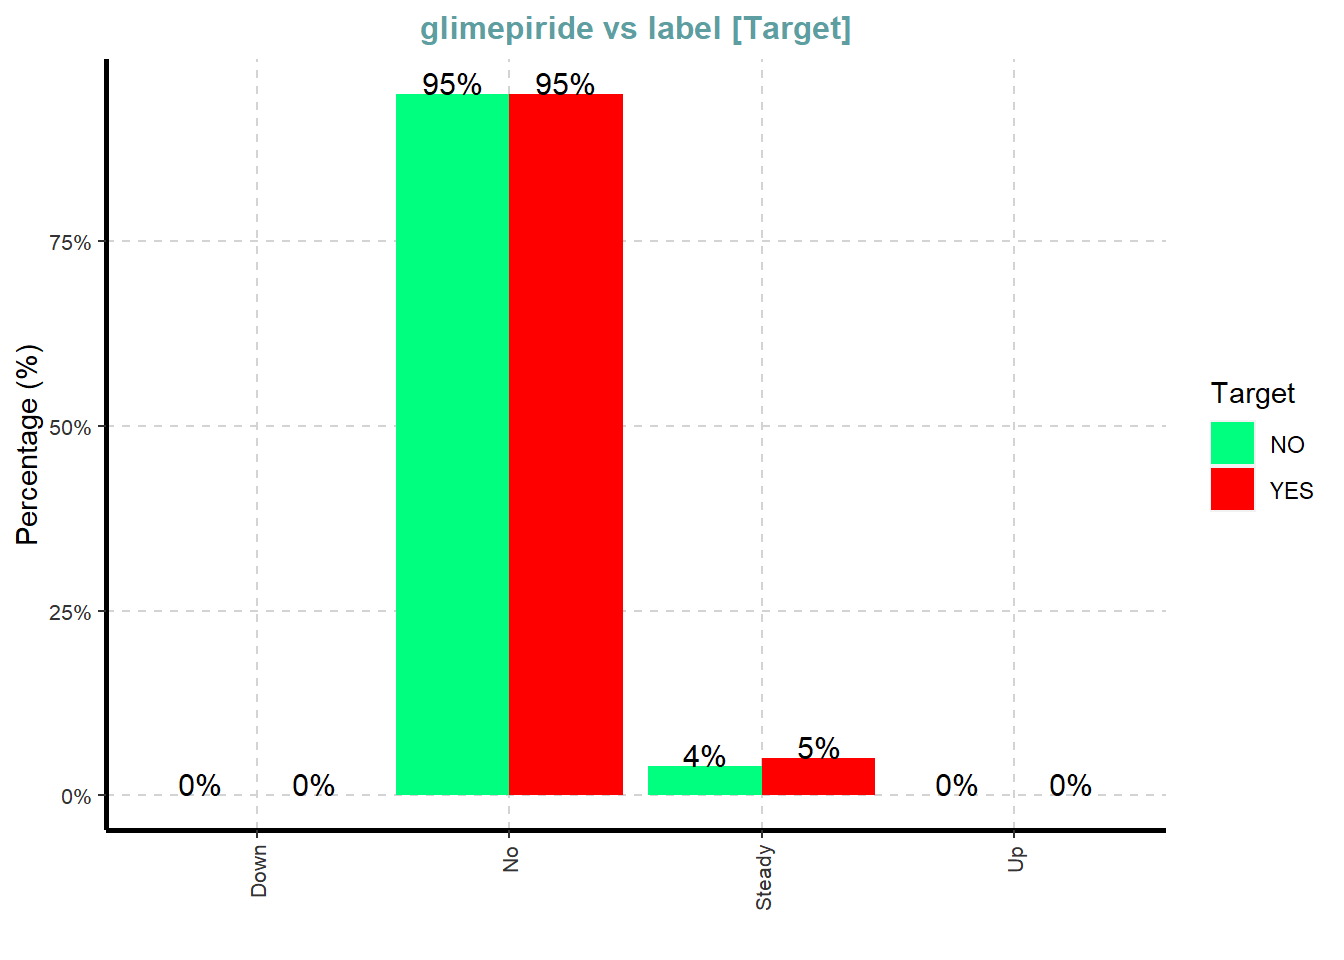 glimepiride vs label [Target]
95% 95%
75%
50%
25%
0%
Percentage (%)
0% 0% 4% 5% 0% 0%
Down No Steady Up
Target
NO
YES